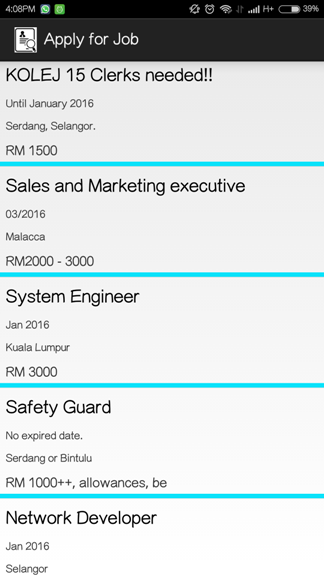 4:08PM H+ 39%
Apply for Job
KOLEJ 15 Clerks needed!!
Until January 2016
Serdang, Selangor.
RM 1500
Sales and Marketing executive
03/2016
Malacca
RM2000 - 3000
System Engineer
Jan 2016
Kuala Lumpur
RM 3000
Safety Guard
No expired date.
Serdang or Bintulu
RM 1000++, allowances, be
Network Developer
Jan 2016
Selangor